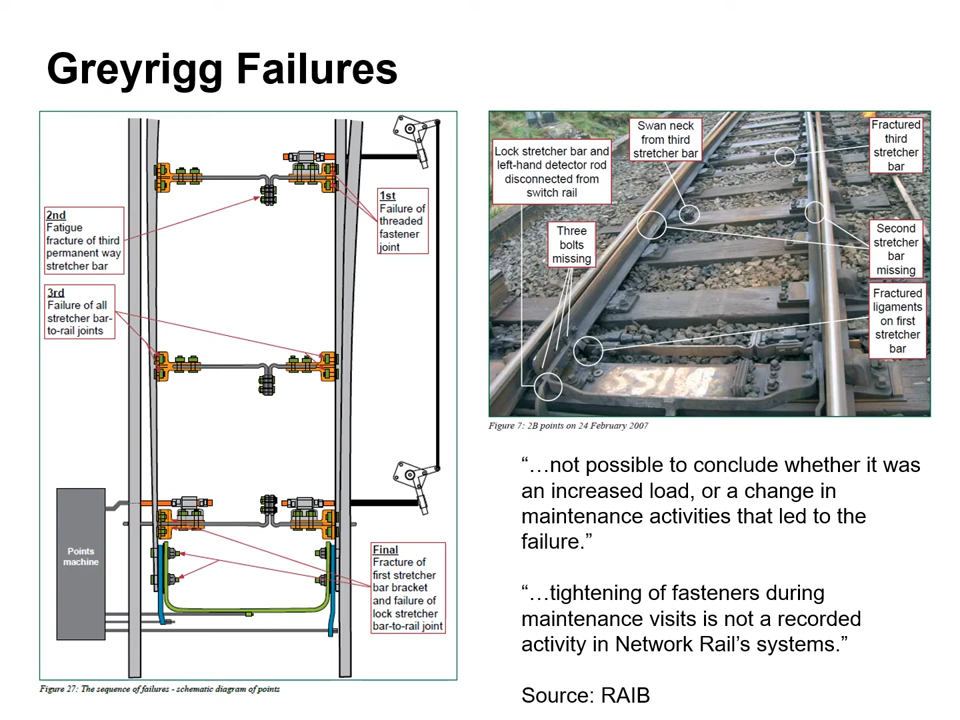 Greyrigg Failures
1st
Failure of
threaded
fastener
joint
2nd
Fatigue
fracture of third
permanent way
stretcher bar
3rd
Failure of all
stretcher bar-
to-rail joints
Points
machine
Final
Fracture of
first stretcher
bar bracket
and failure of
lock stretcher
bar-to-rail joint
Figure 27: The sequence of failures - schematic diagram of points
Lock stretcher bar and
left-hand detector rod
disconnected from
switch rail
Swan neck
from third
stretcher bar
Fractured
third
stretcher
bar
Three
bolts
missing
Second
stretcher
bar
missing
Fractured
ligaments
on first
stretcher
bar
Figure 7: 2B points on 24 February 2007
“…not possible to conclude whether it was
an increased load, or a change in
maintenance activities that led to the
failure.”
“…tightening of fasteners during
maintenance visits is not a recorded
activity in Network Rail’s systems.”
Source: RAIB